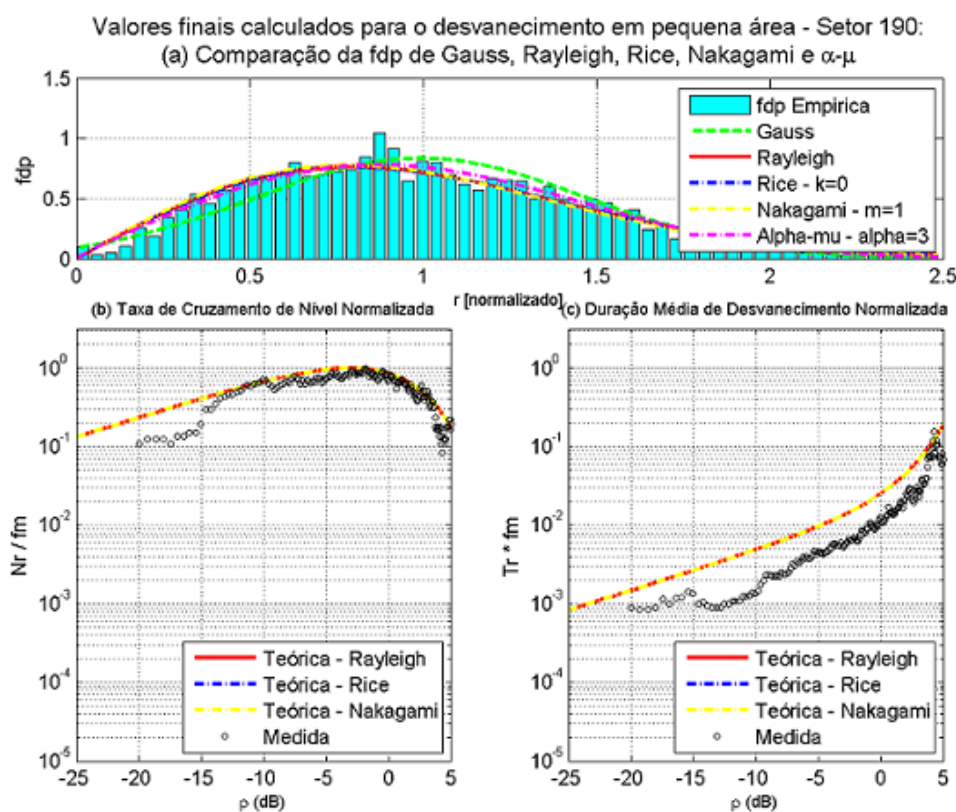 Valores finais calculados para o desvanecimento em pequena área - Setor 190:
(a) Comparação da fdp de Gauss, Rayleigh, Rice, Nakagami e α-μ
1.5
1
0.5
0
fdp
fdp Empirica
Gauss
Rayleigh
Rice - k=0
Nakagami - m=1
Alpha-mu - alpha=3
0 0.5 1 1.5 2 2.5
r [normalizado]
(b) Taxa de Cruzamento de Nível Normalizada
10^0
10^-1
10^-2
10^-3
10^-4
10^-5
Nr / fm
Teórica - Rayleigh
Teórica - Rice
Teórica - Nakagami
Medida
-25 -20 -15 -10 -5 0 5
ρ (dB)
(c) Duração Média de Desvanecimento Normalizada
10^0
10^-1
10^-2
10^-3
10^-4
10^-5
Tr * fm
Teórica - Rayleigh
Teórica - Rice
Teórica - Nakagami
Medida
-25 -20 -15 -10 -5 0 5
ρ (dB)